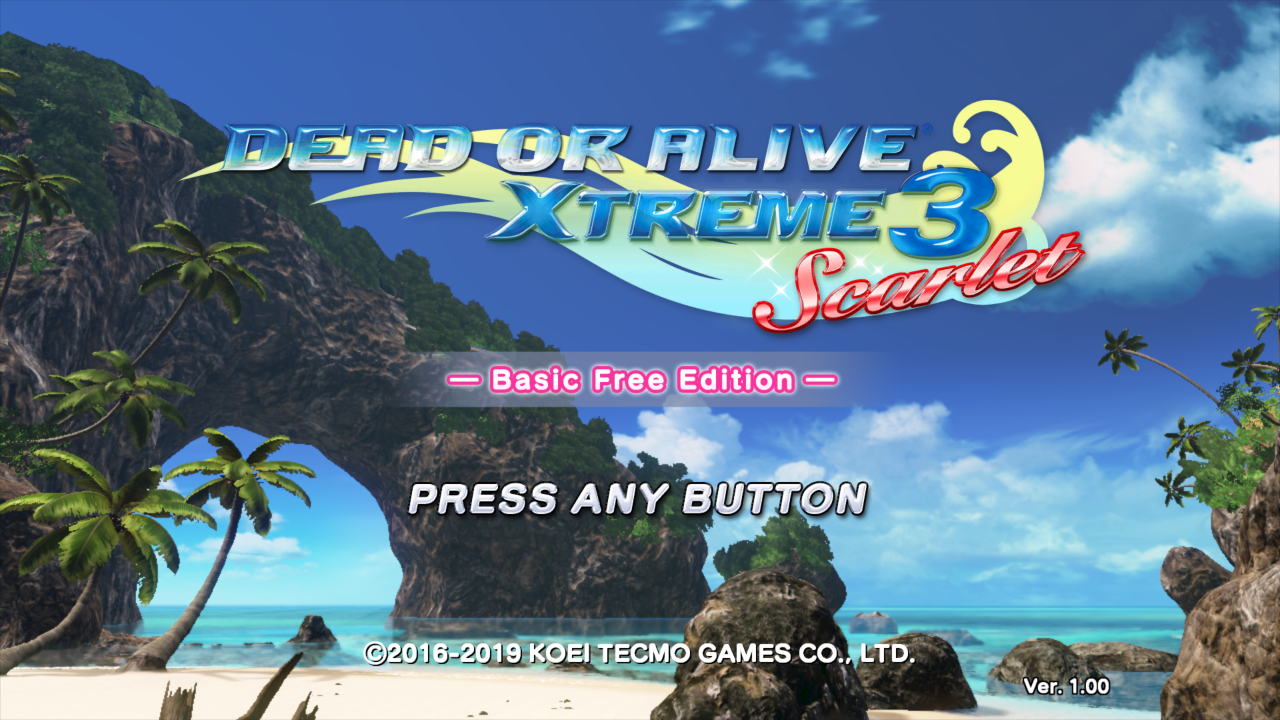 DEAD OR ALIVE®
XTREME 3
Scarlet
— Basic Free Edition —
PRESS ANY BUTTON
©2016-2019 KOEI TECMO GAMES CO., LTD.
Ver. 1.00